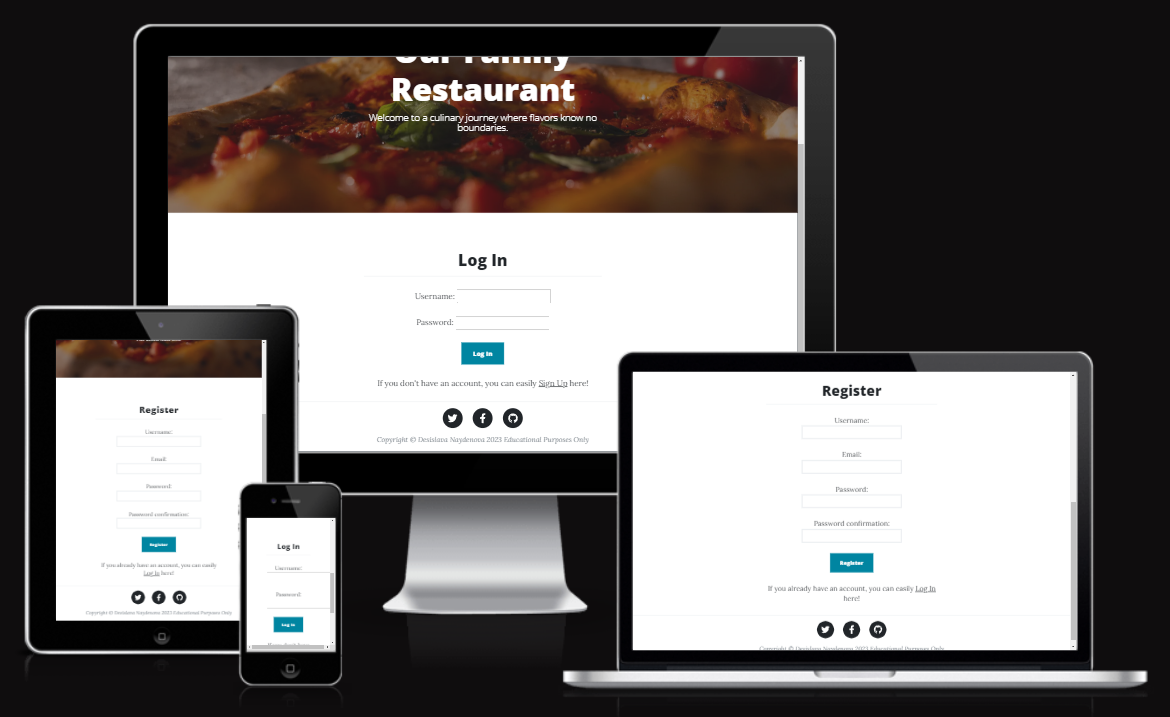 Our Family
Restaurant
Welcome to a culinary journey where flavors know no
boundaries.
Log In
Username:
Password:
Log In
If you don't have an account, you can easily Sign Up here!
Copyright © Desislava Naydenova 2023 Educational Purposes Only
Register
Username:
Email:
Password:
Password confirmation:
Register
If you already have an account, you can easily
Log In here!
Copyright © Desislava Naydenova 2023 Educational Purposes Only
Log In
Username:
Password:
Log In
Register
Username:
Email:
Password:
Password confirmation:
Register
If you already have an account, you can easily Log In
here!
Copyright © Desislava Naydenova 2023 Educational Purposes Only